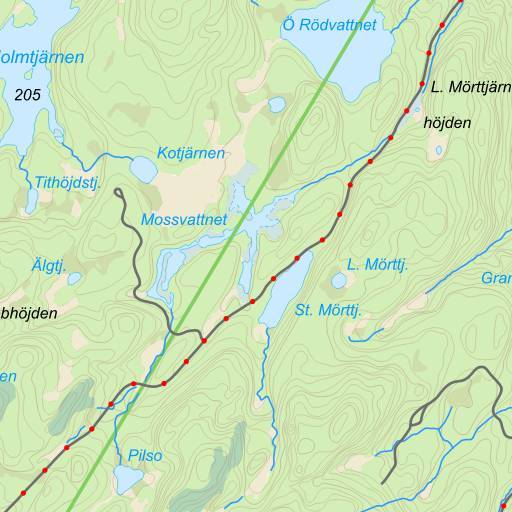 Ö Rödvattnet
olmtjärnen
205
L. Mörttjärn
höjden
Kotjärnen
Tithöjdstj.
Mossvattnet
Älgtj.
L. Mörttj.
Gran
bhöjden
St. Mörttj.
en
Pilso